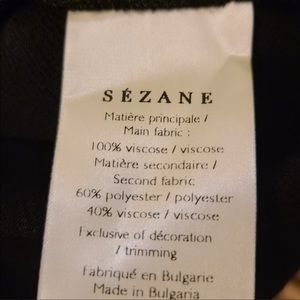 SÉZANE
Matière principale /
Main fabric :
100% viscose / viscose
Matière secondaire /
Second fabric
60% polyester / polyester
40% viscose / viscose
Exclusive of décoration
/ trimming
Fabriqué en Bulgarie
Made in Bulgaria